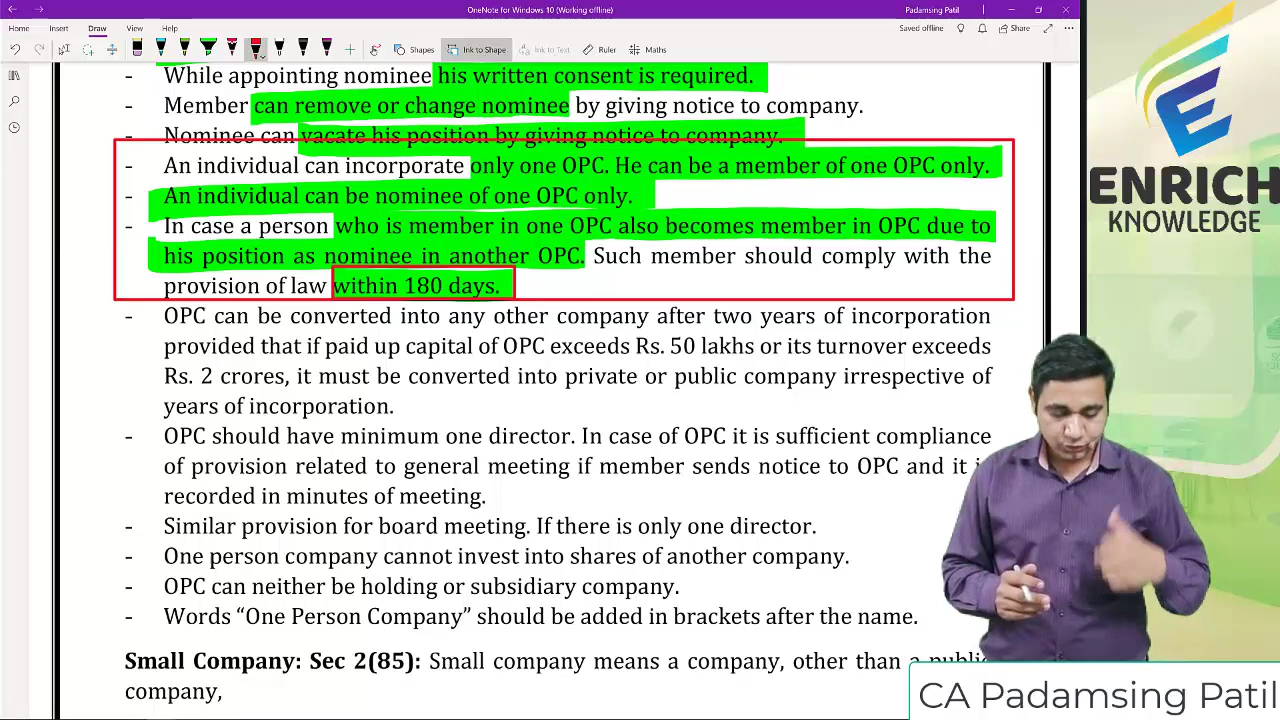 OneNote for Windows 10 (Working offline)
Padamsing Patil
Home Insert Draw View Help
Saved offline Share
Shapes Ink to Shape Ink to Text Ruler Maths
- While appointing nominee his written consent is required.
- Member can remove or change nominee by giving notice to company.
- Nominee can vacate his position by giving notice to company.
- An individual can incorporate only one OPC. He can be a member of one OPC only.
- An individual can be nominee of one OPC only.
- In case a person who is member in one OPC also becomes member in OPC due to
his position as nominee in another OPC. Such member should comply with the
provision of law within 180 days.
- OPC can be converted into any other company after two years of incorporation
provided that if paid up capital of OPC exceeds Rs. 50 lakhs or its turnover exceeds
Rs. 2 crores, it must be converted into private or public company irrespective of
years of incorporation.
- OPC should have minimum one director. In case of OPC it is sufficient compliance
of provision related to general meeting if member sends notice to OPC and it
recorded in minutes of meeting.
- Similar provision for board meeting. If there is only one director.
- One person company cannot invest into shares of another company.
- OPC can neither be holding or subsidiary company.
- Words “One Person Company” should be added in brackets after the name.
Small Company: Sec 2(85): Small company means a company, other than a public
company,
ENRICH
KNOWLEDGE
CA Padamsing Patil